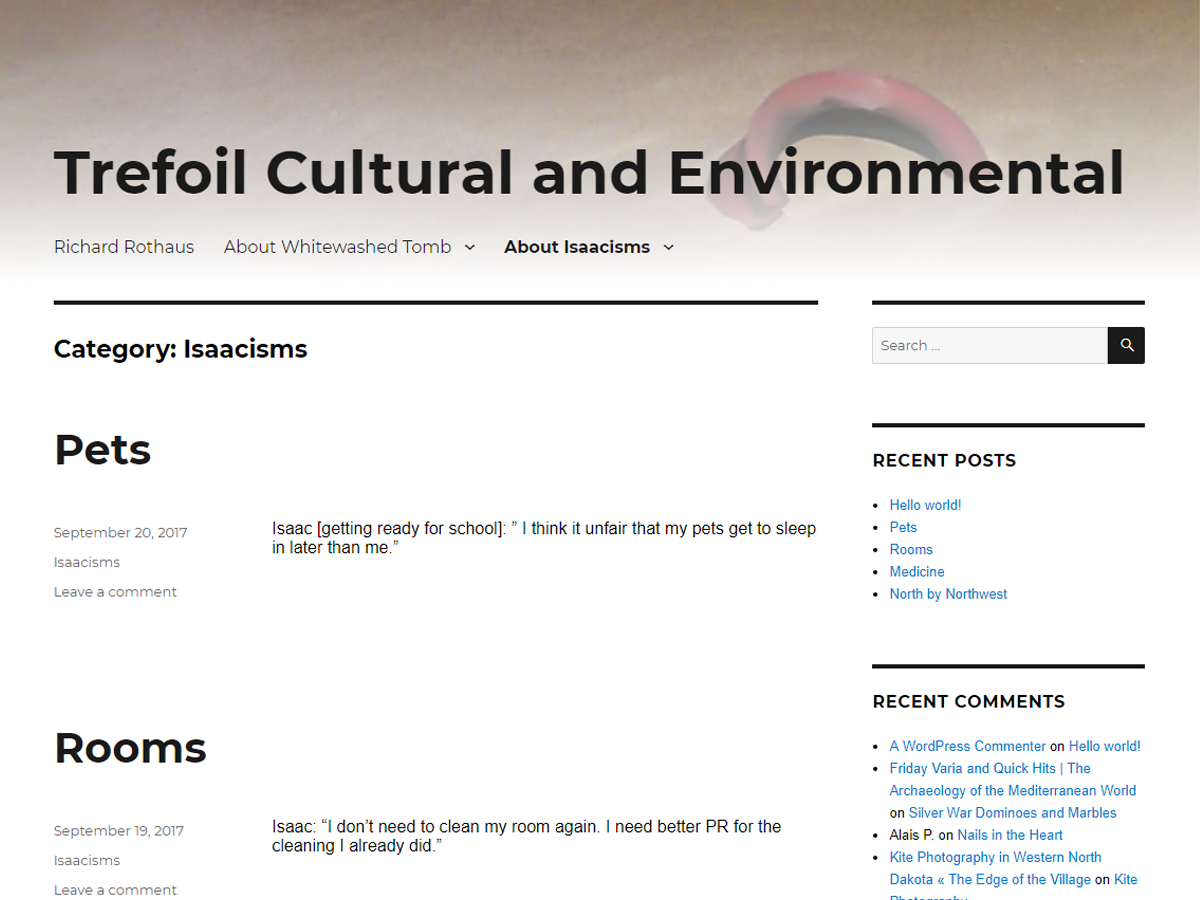 Trefoil Cultural and Environmental
Richard Rothaus About Whitewashed Tomb About Isaacisms
Category: Isaacisms
Pets
September 20, 2017
Isaacisms
Leave a comment
Isaac [getting ready for school]: ” I think it unfair that my pets get to sleep
in later than me.”
Rooms
September 19, 2017
Isaacisms
Leave a comment
Isaac: “I don’t need to clean my room again. I need better PR for the
cleaning I already did.”
Search …
RECENT POSTS
Hello world!
Pets
Rooms
Medicine
North by Northwest
RECENT COMMENTS
A WordPress Commenter on Hello world!
Friday Varia and Quick Hits | The
Archaeology of the Mediterranean World
on Silver War Dominoes and Marbles
Alais P. on Nails in the Heart
Kite Photography in Western North
Dakota « The Edge of the Village on Kite